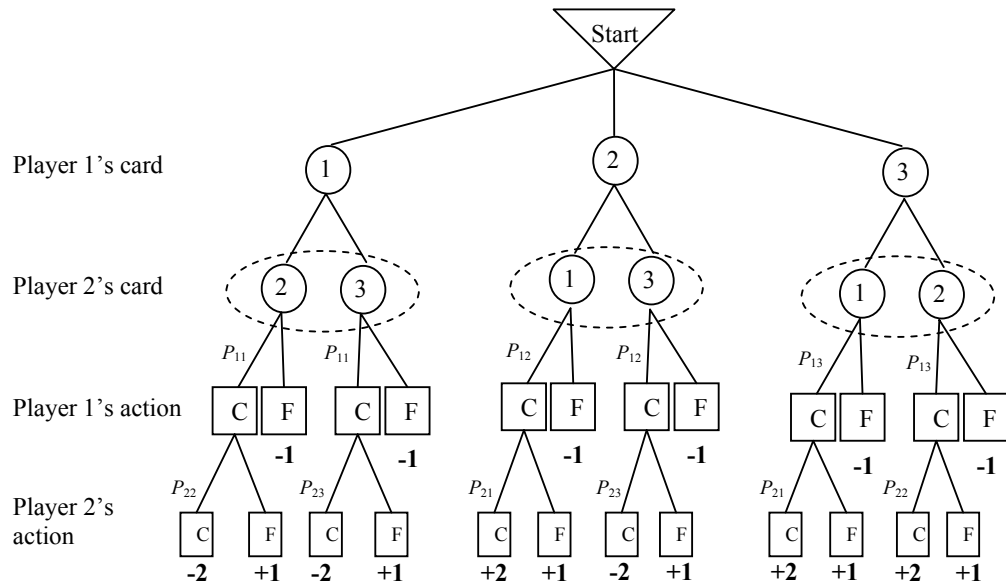 Start
Player 1's card 1 2 3
Player 2's card 2 3 1 3 1 2
P11 P11 P12 P12 P13 P13
Player 1's action C F C F C F C F C F C F
-1 -1 -1 -1 -1 -1
P22 P23 P21 P23 P21 P22
Player 2's
action C F C F C F C F C F C F
-2 +1 -2 +1 +2 +1 -2 +1 +2 +1 +2 +1